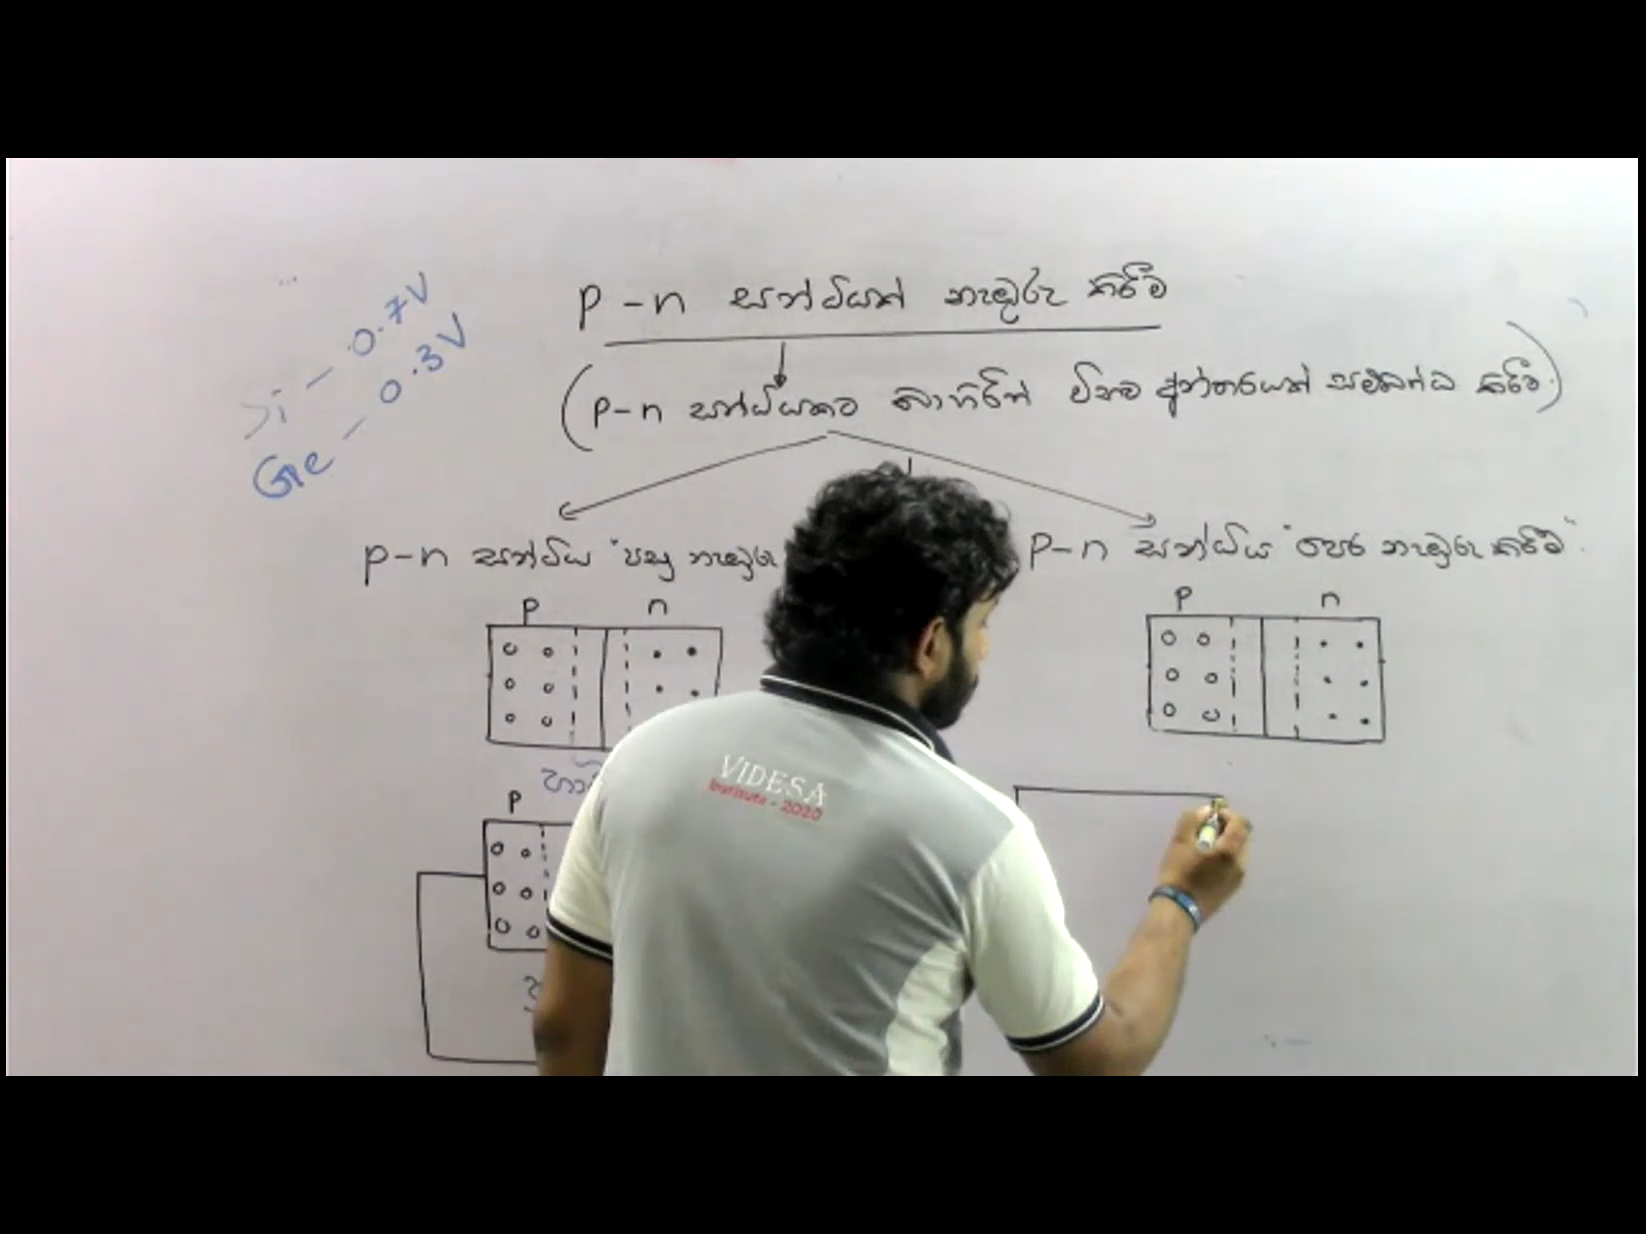 Si – 0.7V
Ge – 0.3V
p-n සන්ධියක් නැඹුරු කිරීම
(p-n සන්ධියකට බාහිරින් විභව අන්තරයක් සම්බන්ධ කිරීම.)
p-n සන්ධිය "පසු නැඹුරු
p-n සන්ධිය "පෙර නැඹුරු කිරීම".
p n
p n
p
VIDESA
Institute - 2020